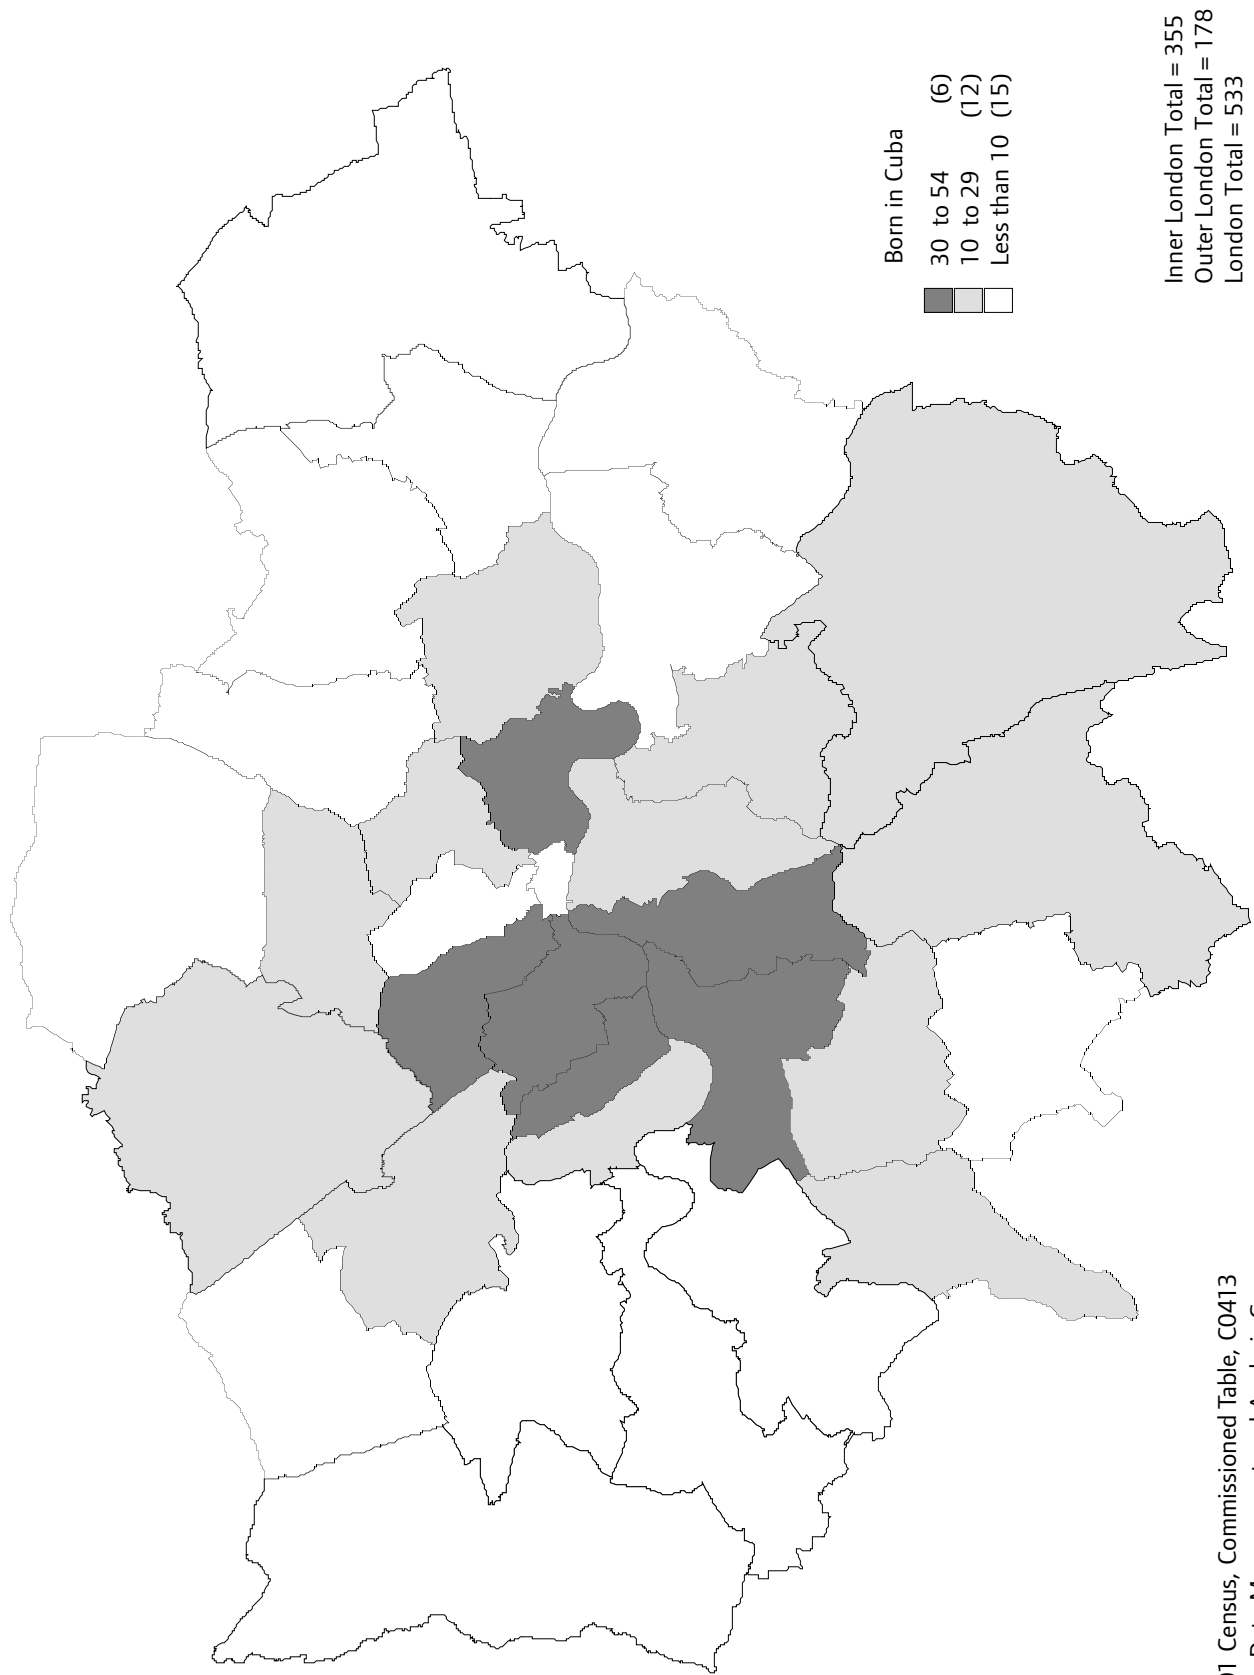 Born in Cuba
30 to 54 (6)
10 to 29 (12)
Less than 10 (15)
Inner London Total = 355
Outer London Total = 178
London Total = 533
Census, Commissioned Table, C0413